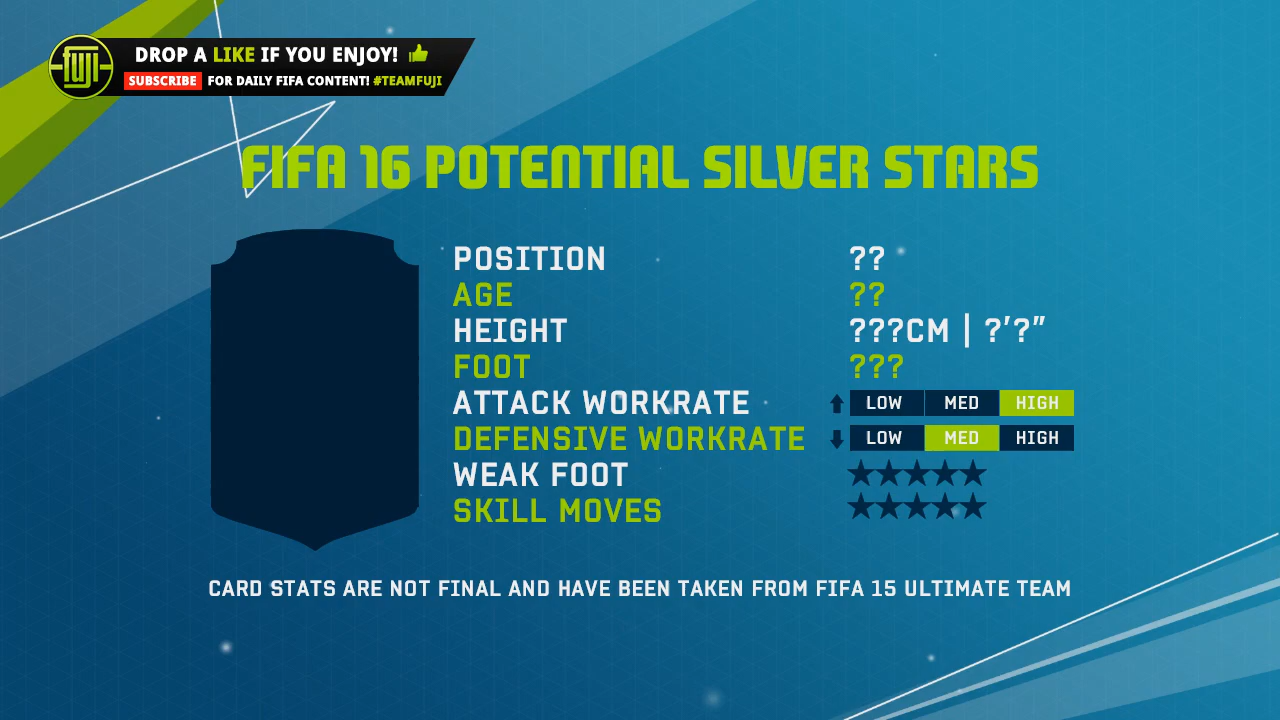 fuji
DROP A LIKE IF YOU ENJOY!
SUBSCRIBE FOR DAILY FIFA CONTENT! #TEAMFUJI
FIFA 16 POTENTIAL SILVER STARS
POSITION ??
AGE ??
HEIGHT ???CM | ?'?"
FOOT ???
ATTACK WORKRATE LOW MED HIGH
DEFENSIVE WORKRATE LOW MED HIGH
WEAK FOOT ★★★★★
SKILL MOVES ★★★★★
CARD STATS ARE NOT FINAL AND HAVE BEEN TAKEN FROM FIFA 15 ULTIMATE TEAM